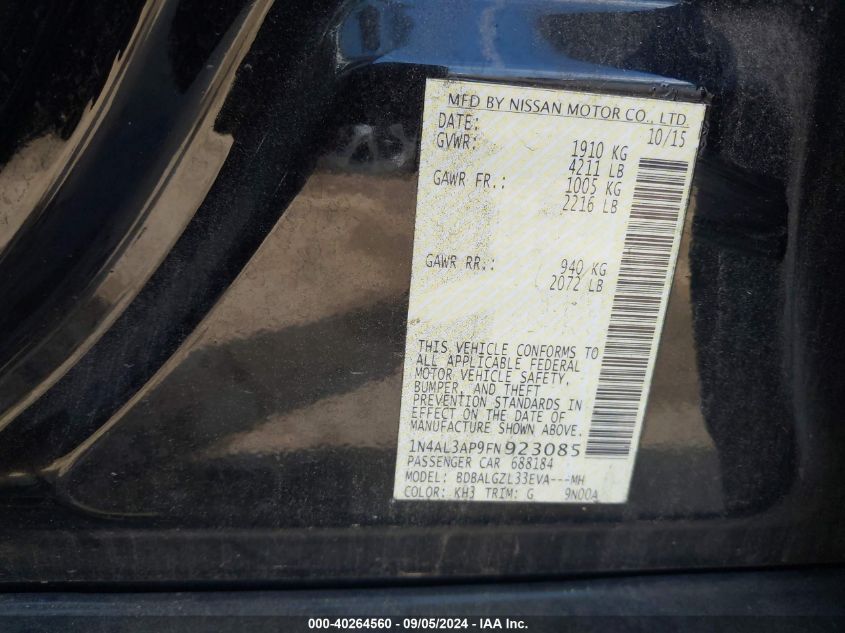 MFD BY NISSAN MOTOR CO., LTD.
DATE: 10/15
GVWR: 1910 KG
4211 LB
GAWR FR.: 1005 KG
2216 LB
GAWR RR.: 940 KG
2072 LB
THIS VEHICLE CONFORMS TO
ALL APPLICABLE FEDERAL
MOTOR VEHICLE SAFETY,
BUMPER, AND THEFT
PREVENTION STANDARDS IN
EFFECT ON THE DATE OF
MANUFACTURE SHOWN ABOVE.
1N4AL3AP9FN923085
PASSENGER CAR 688184
MODEL: BDBALGZL33EVA---MH
COLOR: KH3 TRIM: G 9N00A
000-40264560 - 09/05/2024 - IAA Inc.